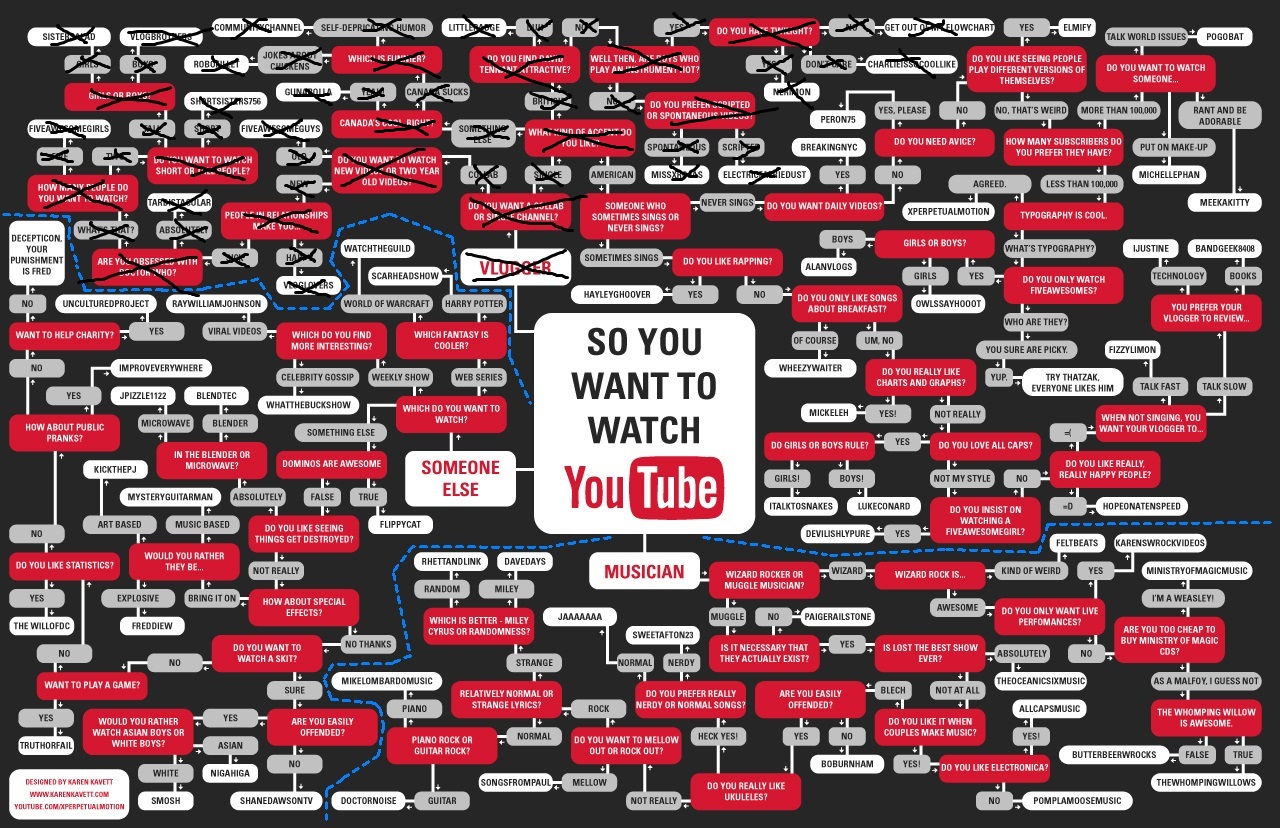 SO YOU
WANT TO
WATCH
YouTube
VLOGGER
SOMEONE
ELSE
MUSICIAN
COMMUNITYCHANNEL
SELF-DEPRICATING HUMOR
YES
DO YOU HATE TWILIGHT?
NO
GET OUT OF MY FLOWCHART
YES
ELMIFY
TALK WORLD ISSUES
POGOBAT
VLOGBROTHERS
ROBOHILLIT
JOKES ABOUT
CHICKENS
WHICH IS FUNNIER?
DO YOU FIND DAVID
TENNANT ATTRACTIVE?
WELL THEN, ARE BOYS WHO
PLAY AN INSTRUMENT HOT?
DON'T CARE
CHARLIEISSOCOOLLIKE
NERIMON
DO YOU LIKE SEEING PEOPLE
PLAY DIFFERENT VERSIONS OF
THEMSELVES?
DO YOU WANT TO WATCH
SOMEONE...
GIRLS
BOYS
GIRLS OR BOYS?
SHORTSISTERS756
GUNAROLLA
YEAH!
CANADA SUCKS
BRITISH
NO
DO YOU PREFER SCRIPTED
OR SPONTANEOUS VIDEOS?
PERON75
YES, PLEASE
NO
NO, THAT'S WEIRD
MORE THAN 100,000
RANT AND BE
ADORABLE
FIVEAWESOMEGIRLS
TALL
SHORT
FIVEAWESOMEGUYS
CANADA'S COOL, RIGHT?
SOMETHING
ELSE
WHAT KIND OF ACCENT DO
YOU LIKE?
SPONTANEOUS
SCRIPTED
BREAKINGNYC
DO YOU NEED AVICE?
HOW MANY SUBSCRIBERS DO
YOU PREFER THEY HAVE?
PUT ON MAKE-UP
DO YOU WANT TO WATCH
SHORT OR TALL PEOPLE?
OLD
DO YOU WANT TO WATCH
NEW VIDEOS OR TWO YEAR
OLD VIDEOS?
COLLAB
SINGLE
AMERICAN
MISSXROJAS
ELECTRICFAERIEDUST
YES
NO
AGREED.
LESS THAN 100,000
MICHELLEPHAN
HOW MANY PEOPLE DO
YOU WANT TO WATCH?
TARDISTACULAR
NEW
DO YOU WANT A COLLAB
OR SINGLE CHANNEL?
SOMEONE WHO
SOMETIMES SINGS OR
NEVER SINGS?
NEVER SINGS
DO YOU WANT DAILY VIDEOS?
XPERPETUALMOTION
TYPOGRAPHY IS COOL.
MEEKAKITTY
DECEPTICON,
YOUR
PUNISHMENT
IS FRED
WHAT'S THAT?
ABSOLUTELY
PEOPLE IN RELATIONSHIPS
MAKE YOU...
WATCHTHEGUILD
BOYS
GIRLS OR BOYS?
WHAT'S TYPOGRAPHY?
IJUSTINE
BANDGEEK8408
ARE YOU OBSESSED WITH
DOCTOR WHO?
SICK
HAPPY
SCARHEADSHOW
SOMETIMES SINGS
DO YOU LIKE RAPPING?
ALANVLOGS
GIRLS
YES
DO YOU ONLY WATCH
FIVEAWESOMES?
TECHNOLOGY
BOOKS
VLOGLOVERS
NO
UNCULTUREDPROJECT
RAYWILLIAMJOHNSON
WORLD OF WARCRAFT
HARRY POTTER
HAYLEYGHOOVER
YES
NO
DO YOU ONLY LIKE SONGS
ABOUT BREAKFAST?
OWLSSAYHOOOT
WHO ARE THEY?
YOU PREFER YOUR
VLOGGER TO REVIEW...
WANT TO HELP CHARITY?
YES
VIRAL VIDEOS
WHICH DO YOU FIND
MORE INTERESTING?
WHICH FANTASY IS
COOLER?
OF COURSE
UM, NO
YOU SURE ARE PICKY.
FIZZYLIMON
NO
IMPROVEEVERYWHERE
CELEBRITY GOSSIP
WEEKLY SHOW
WEB SERIES
WHEEZYWAITER
DO YOU REALLY LIKE
CHARTS AND GRAPHS?
YUP.
TRY THATZAK,
EVERYONE LIKES HIM
TALK FAST
TALK SLOW
YES
JPIZZLE1122
BLENDTEC
WHATTHEBUCKSHOW
WHICH DO YOU WANT TO
WATCH?
MICKELEH
YES!
NOT REALLY
WHEN NOT SINGING, YOU
WANT YOUR VLOGGER TO...
HOW ABOUT PUBLIC
PRANKS?
MICROWAVE
BLENDER
SOMETHING ELSE
DO GIRLS OR BOYS RULE?
YES
DO YOU LOVE ALL CAPS?
=(
IN THE BLENDER OR
MICROWAVE?
DOMINOS ARE AWESOME
DO YOU LIKE REALLY,
REALLY HAPPY PEOPLE?
KICKTHEPJ
MYSTERYGUITARMAN
ABSOLUTELY
FALSE
TRUE
GIRLS!
BOYS!
NOT MY STYLE
NO
ITALKTOSNAKES
LUKECONARD
=D
HOPEONATENSPEED
ART BASED
MUSIC BASED
DO YOU LIKE SEEING
THINGS GET DESTROYED?
FLIPPYCAT
DEVILISHLYPURE
YES
DO YOU INSIST ON
WATCHING A
FIVEAWESOMEGIRL?
NO
DO YOU LIKE STATISTICS?
WOULD YOU RATHER
THEY BE...
NOT REALLY
RHETTANDLINK
DAVEDAYS
WIZARD ROCKER OR
MUGGLE MUSICIAN?
WIZARD
WIZARD ROCK IS...
KIND OF WEIRD
FELTBEATS
KARENSWROCKVIDEOS
YES
MINISTRYOFMAGICMUSIC
YES
EXPLOSIVE
BRING IT ON
HOW ABOUT SPECIAL
EFFECTS?
RANDOM
MILEY
MUGGLE
NO
PAIGERAILSTONE
AWESOME
DO YOU ONLY WANT LIVE
PERFOMANCES?
I'M A WEASLEY!
THE WILLOFDC
FREDDIEW
WHICH IS BETTER - MILEY
CYRUS OR RANDOMNESS?
JAAAAAAA
SWEETAFTON23
IS IT NECESSARY THAT
THEY ACTUALLY EXIST?
YES
IS LOST THE BEST SHOW
EVER?
ABSOLUTELY
NO
ARE YOU TOO CHEAP TO
BUY MINISTRY OF MAGIC
CDS?
NO
NO
DO YOU WANT TO
WATCH A SKIT?
NO THANKS
STRANGE
NORMAL
NERDY
THEOCEANICSIXMUSIC
AS A MALFOY, I GUESS NOT
WANT TO PLAY A GAME?
SURE
MIKELOMBARDOMUSIC
RELATIVELY NORMAL OR
STRANGE LYRICS?
ROCK
DO YOU PREFER REALLY
NERDY OR NORMAL SONGS?
ARE YOU EASILY
OFFENDED?
BLECH
NOT AT ALL
ALLCAPSMUSIC
THE WHOMPING WILLOW
IS AWESOME.
YES
WOULD YOU RATHER
WATCH ASIAN BOYS OR
WHITE BOYS?
YES
ARE YOU EASILY
OFFENDED?
PIANO
NORMAL
HECK YES!
YES
NO
DO YOU LIKE IT WHEN
COUPLES MAKE MUSIC?
YES!
TRUTHORFAIL
ASIAN
PIANO ROCK OR
GUITAR ROCK?
DO YOU WANT TO MELLOW
OUT OR ROCK OUT?
BOBURNHAM
YES!
DO YOU LIKE ELECTRONICA?
BUTTERBEERWROCKS
FALSE
TRUE
WHITE
NIGAHIGA
NO
SONGSFROMPAUL
MELLOW
DO YOU REALLY LIKE
UKULELES?
THEWHOMPINGWILLOWS
SMOSH
SHANEDAWSONTV
DOCTORNOISE
GUITAR
NOT REALLY
NO
POMPLAMOOSEMUSIC
DESIGNED BY KAREN KAVETT
WWW.KARENKAVETT.COM
YOUTUBE.COM/XPERPETUALMOTION